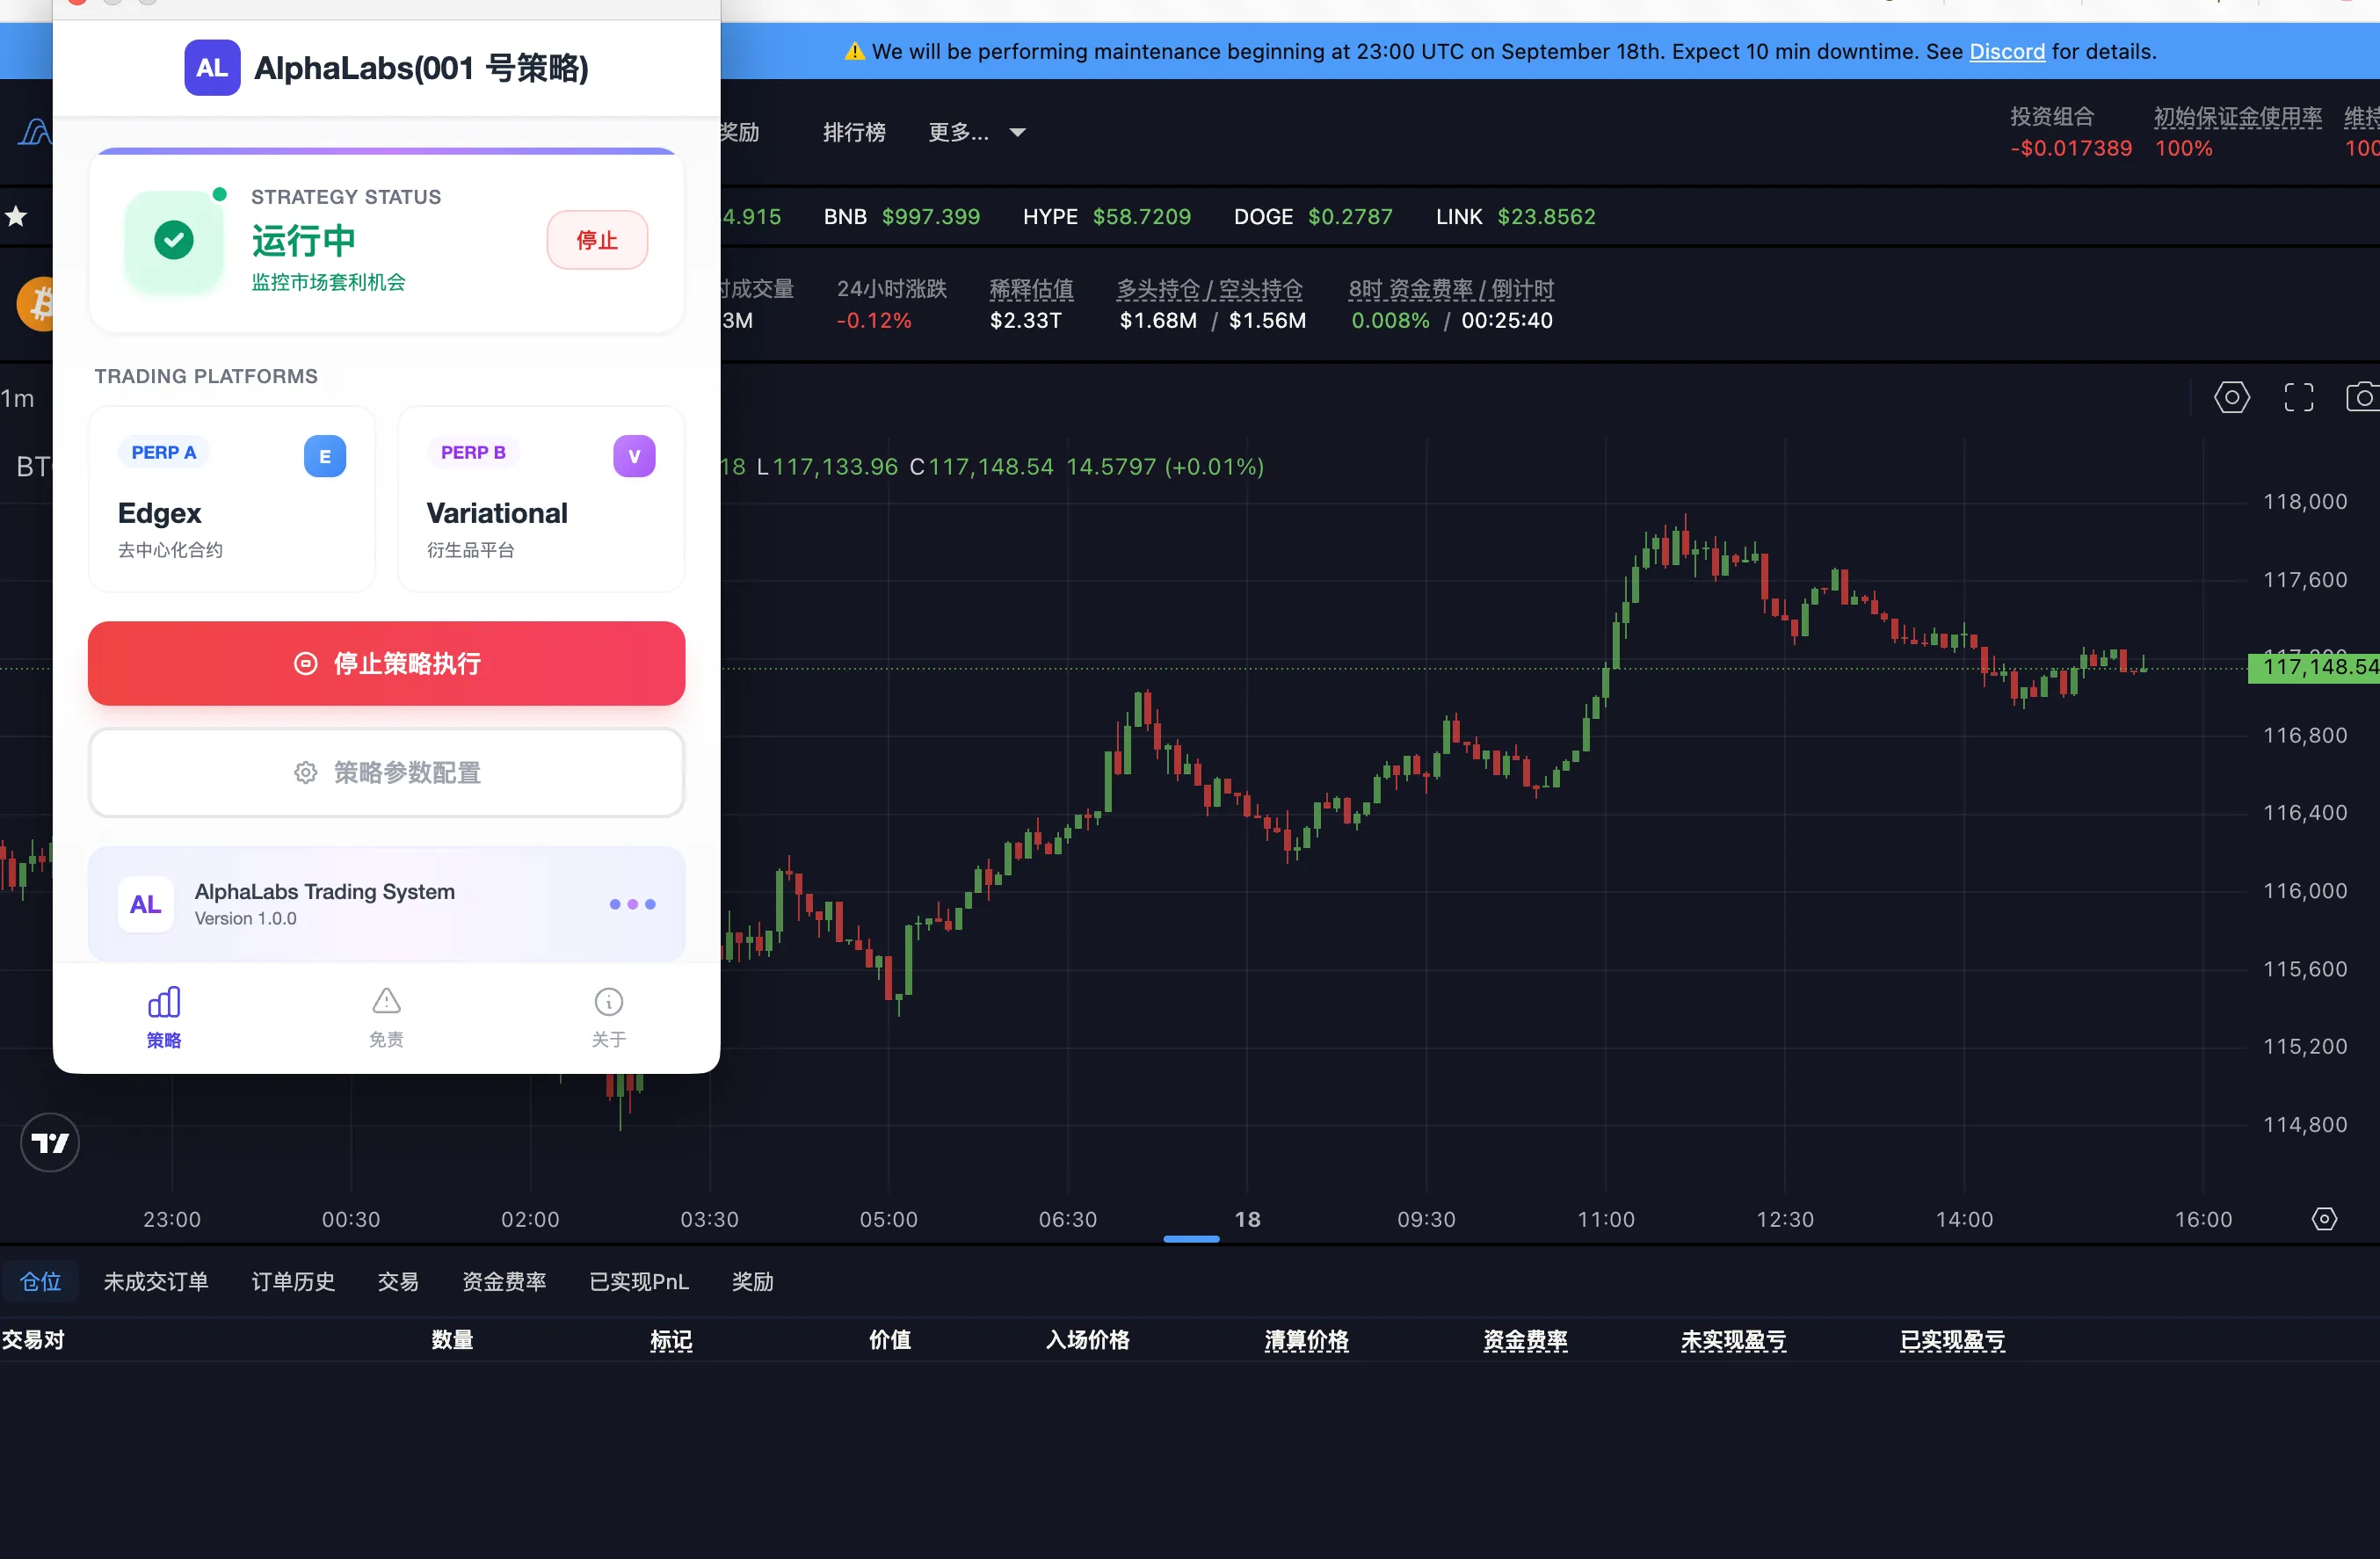 AL AlphaLabs(001 号策略)
STRATEGY STATUS
运行中
监控市场套利机会
停止
TRADING PLATFORMS
PERP A
E
Edgex
去中心化合约
PERP B
V
Variational
衍生品平台
停止策略执行
策略参数配置
AL
AlphaLabs Trading System
Version 1.0.0
策略
免责
关于
⚠️ We will be performing maintenance beginning at 23:00 UTC on September 18th. Expect 10 min downtime. See Discord for details.
奖励 排行榜 更多...
投资组合
-$0.017389
初始保证金使用率
100%
维持
100
4.915 BNB $997.399 HYPE $58.7209 DOGE $0.2787 LINK $23.8562
时成交量
3M
24小时涨跌
-0.12%
稀释估值
$2.33T
多头持仓 / 空头持仓
$1.68M / $1.56M
8时 资金费率 / 倒计时
0.008% / 00:25:40
1m
BT
18 L117,133.96 C117,148.54 14.5797 (+0.01%)
118,000
117,600
117,148.54
116,800
116,400
116,000
115,600
115,200
114,800
23:00 00:30 02:00 03:30 05:00 06:30 18 09:30 11:00 12:30 14:00 16:00
仓位 未成交订单 订单历史 交易 资金费率 已实现PnL 奖励
交易对 数量 标记 价值 入场价格 清算价格 资金费率 未实现盈亏 已实现盈亏